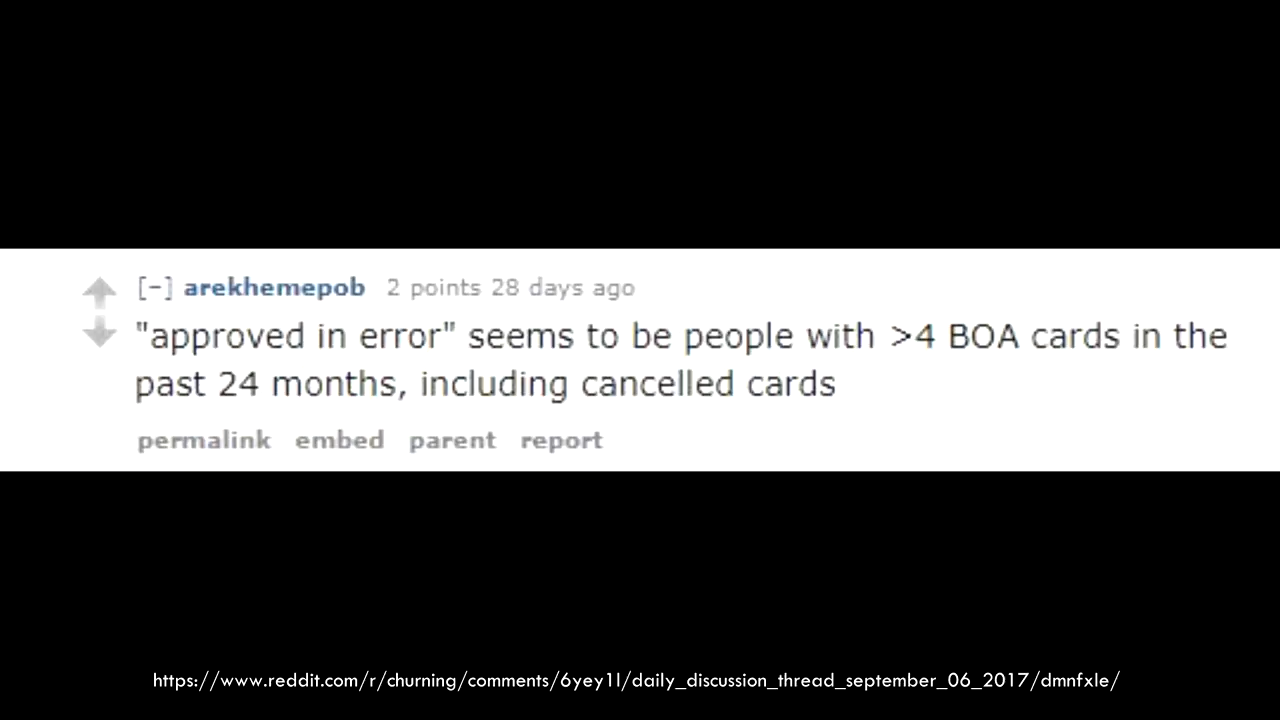 [–] arekhemepob 2 points 28 days ago
"approved in error" seems to be people with >4 BOA cards in the
past 24 months, including cancelled cards
permalink embed parent report
https://www.reddit.com/r/churning/comments/6yey1l/daily_discussion_thread_september_06_2017/dmnfxle/